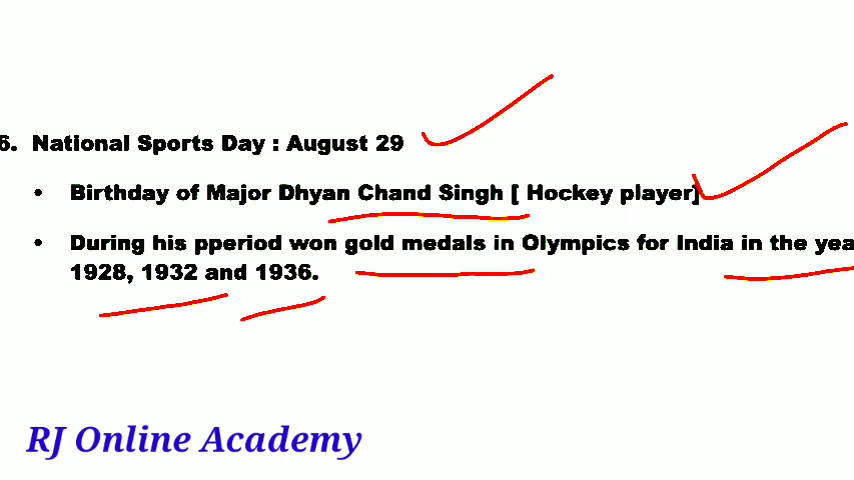 6. National Sports Day : August 29
• Birthday of Major Dhyan Chand Singh [ Hockey player]
• During his pperiod won gold medals in Olympics for India in the yea
1928, 1932 and 1936.
RJ Online Academy